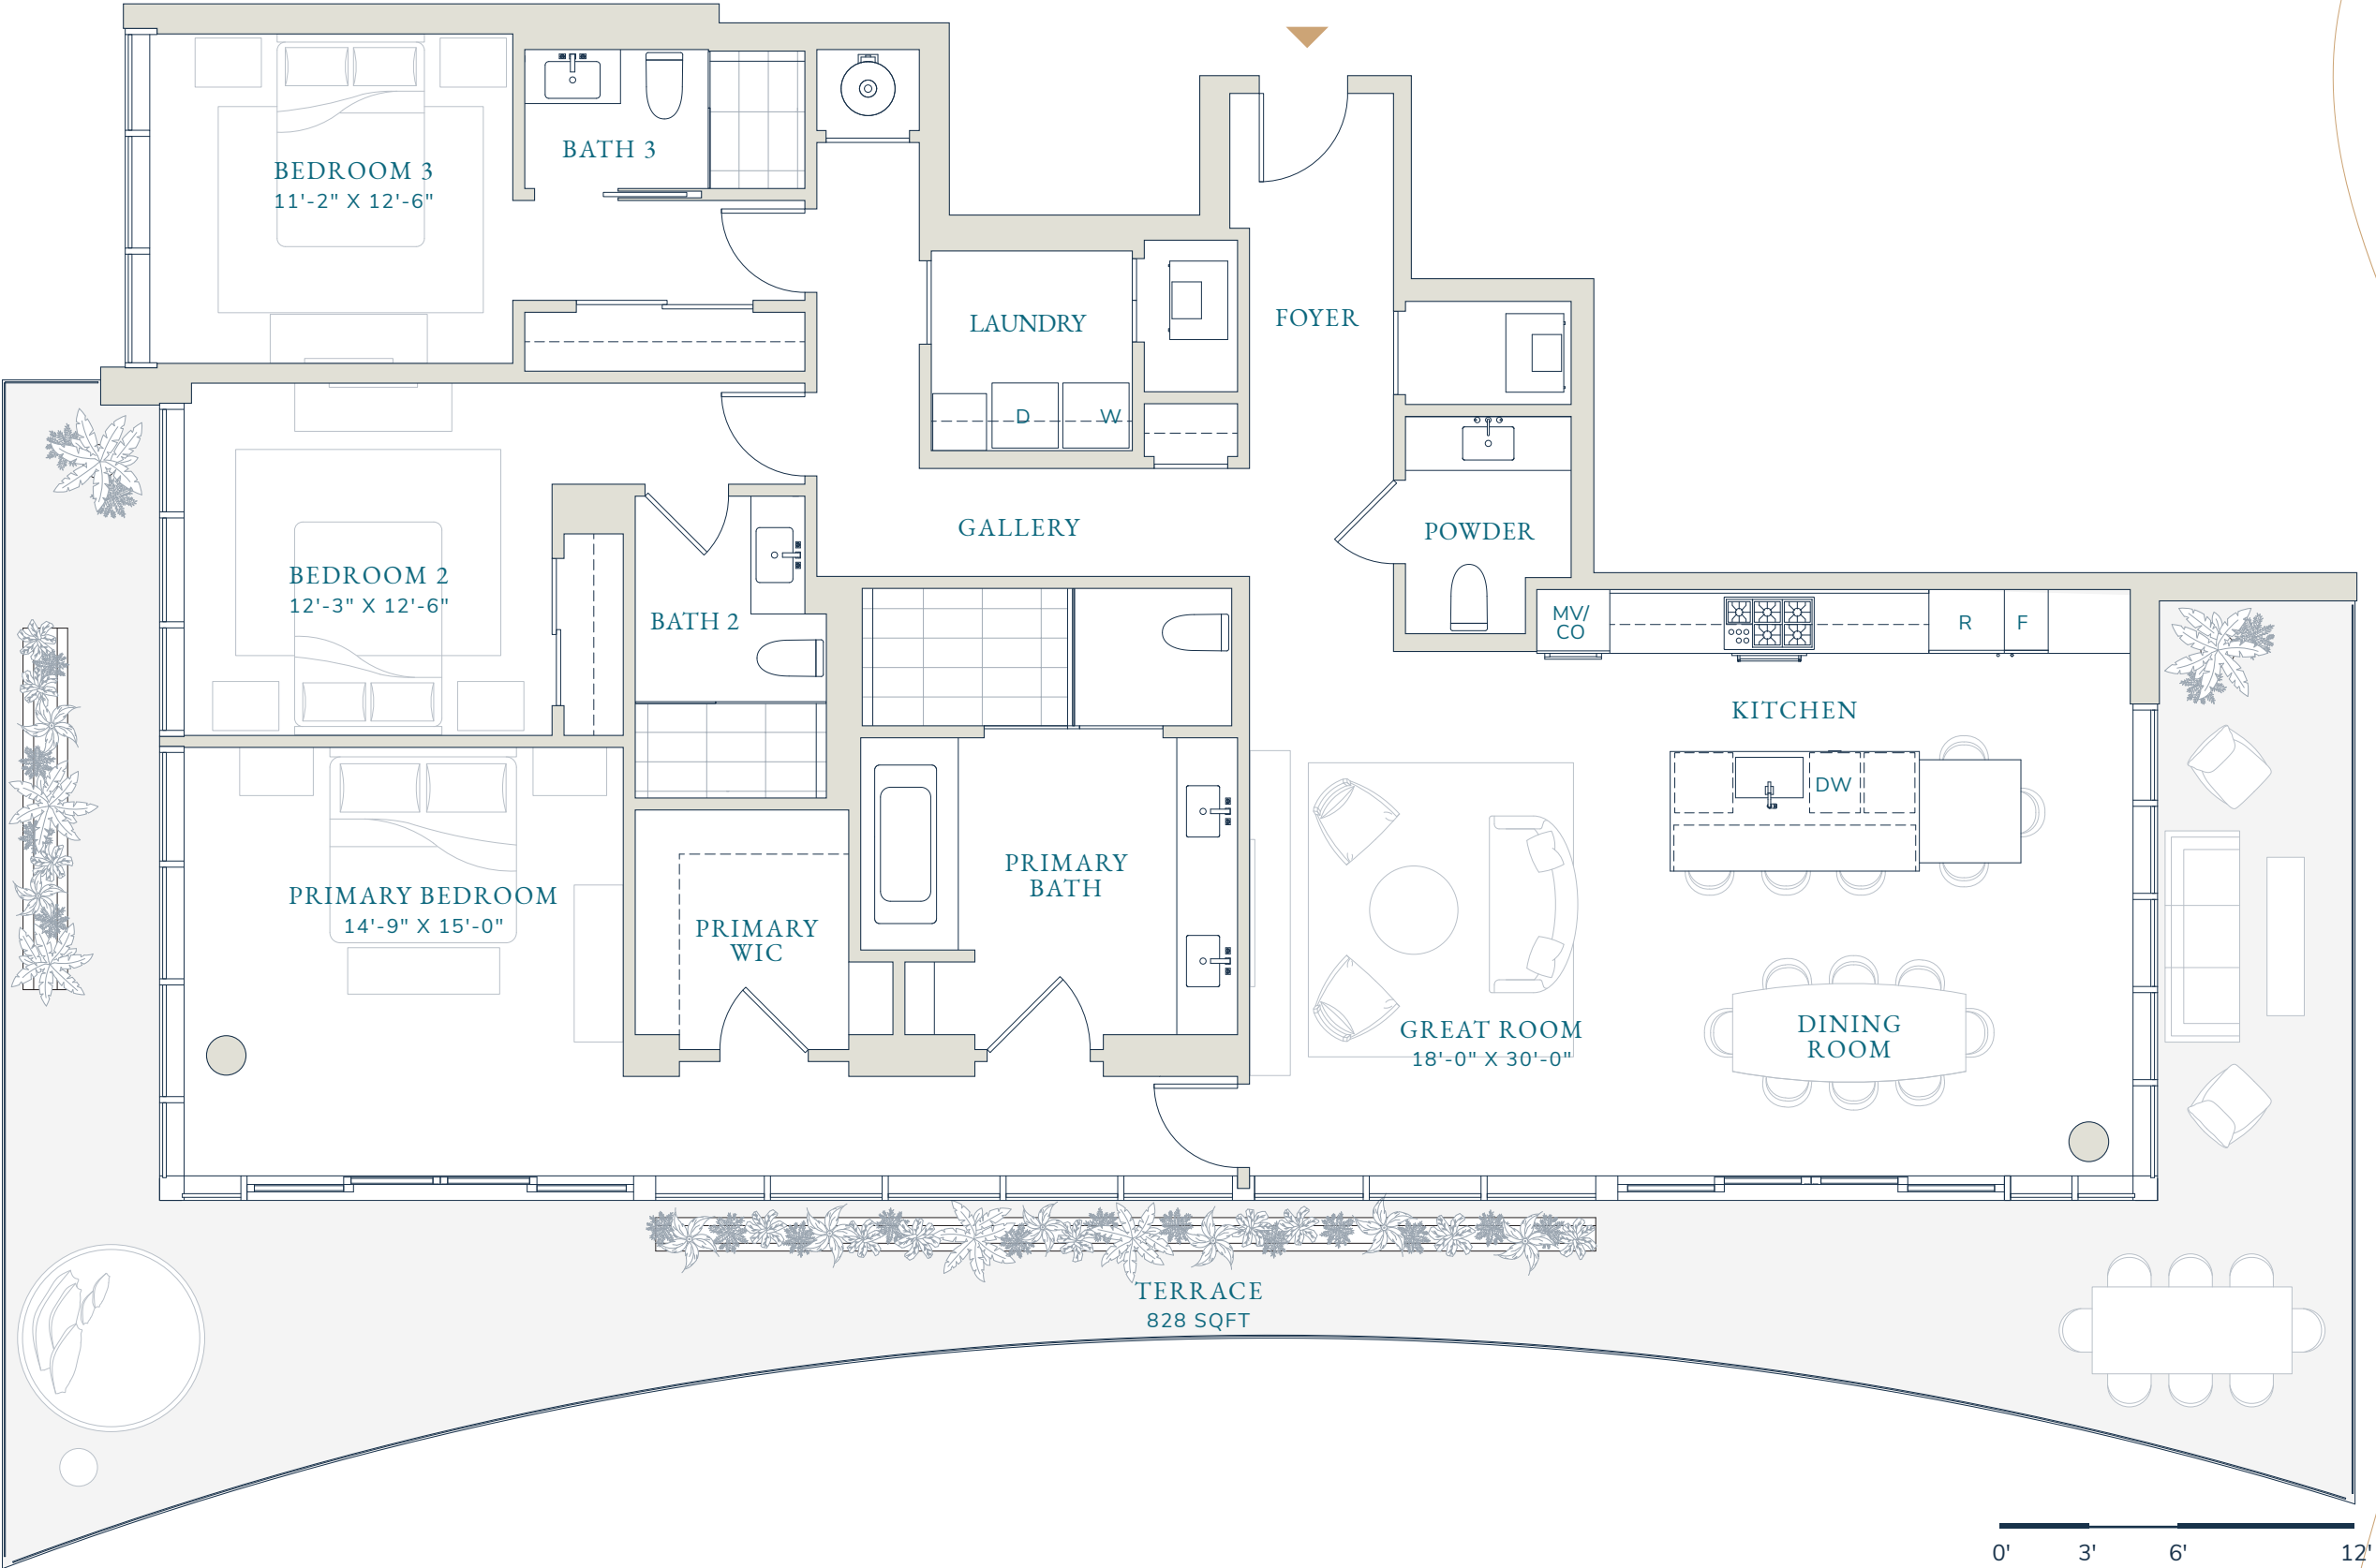 BATH 3
BEDROOM 3
11'-2" X 12'-6"
LAUNDRY
FOYER
D
W
GALLERY
POWDER
BEDROOM 2
12'-3" X 12'-6"
BATH 2
MV/
CO
R
F
KITCHEN
DW
PRIMARY
BATH
PRIMARY BEDROOM
14'-9" X 15'-0"
PRIMARY
WIC
GREAT ROOM
18'-0" X 30'-0"
DINING
ROOM
TERRACE
828 SQFT
0' 3' 6' 12'